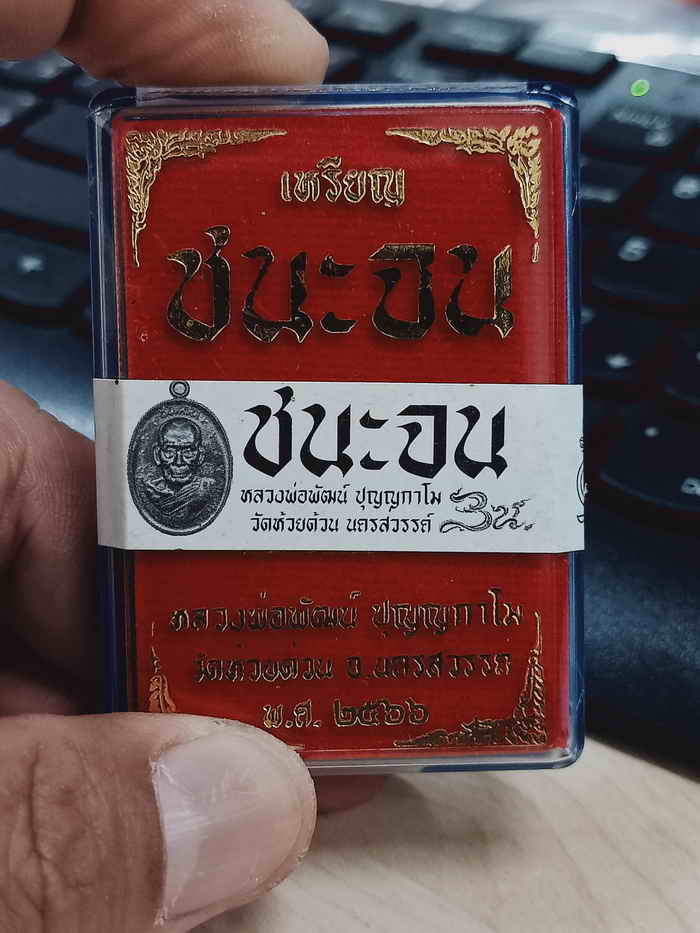 เหรียญ
ชนะจน
ชนะจน
หลวงพ่อพัฒน์ ปุญญกาโม
วัดห้วยด้วน นครสวรรค์
หลวงพ่อพัฒน์ ปุญญกาโม
วัดห้วยด้วน จ.นครสวรรค์
พ.ศ. ๒๕๖๖